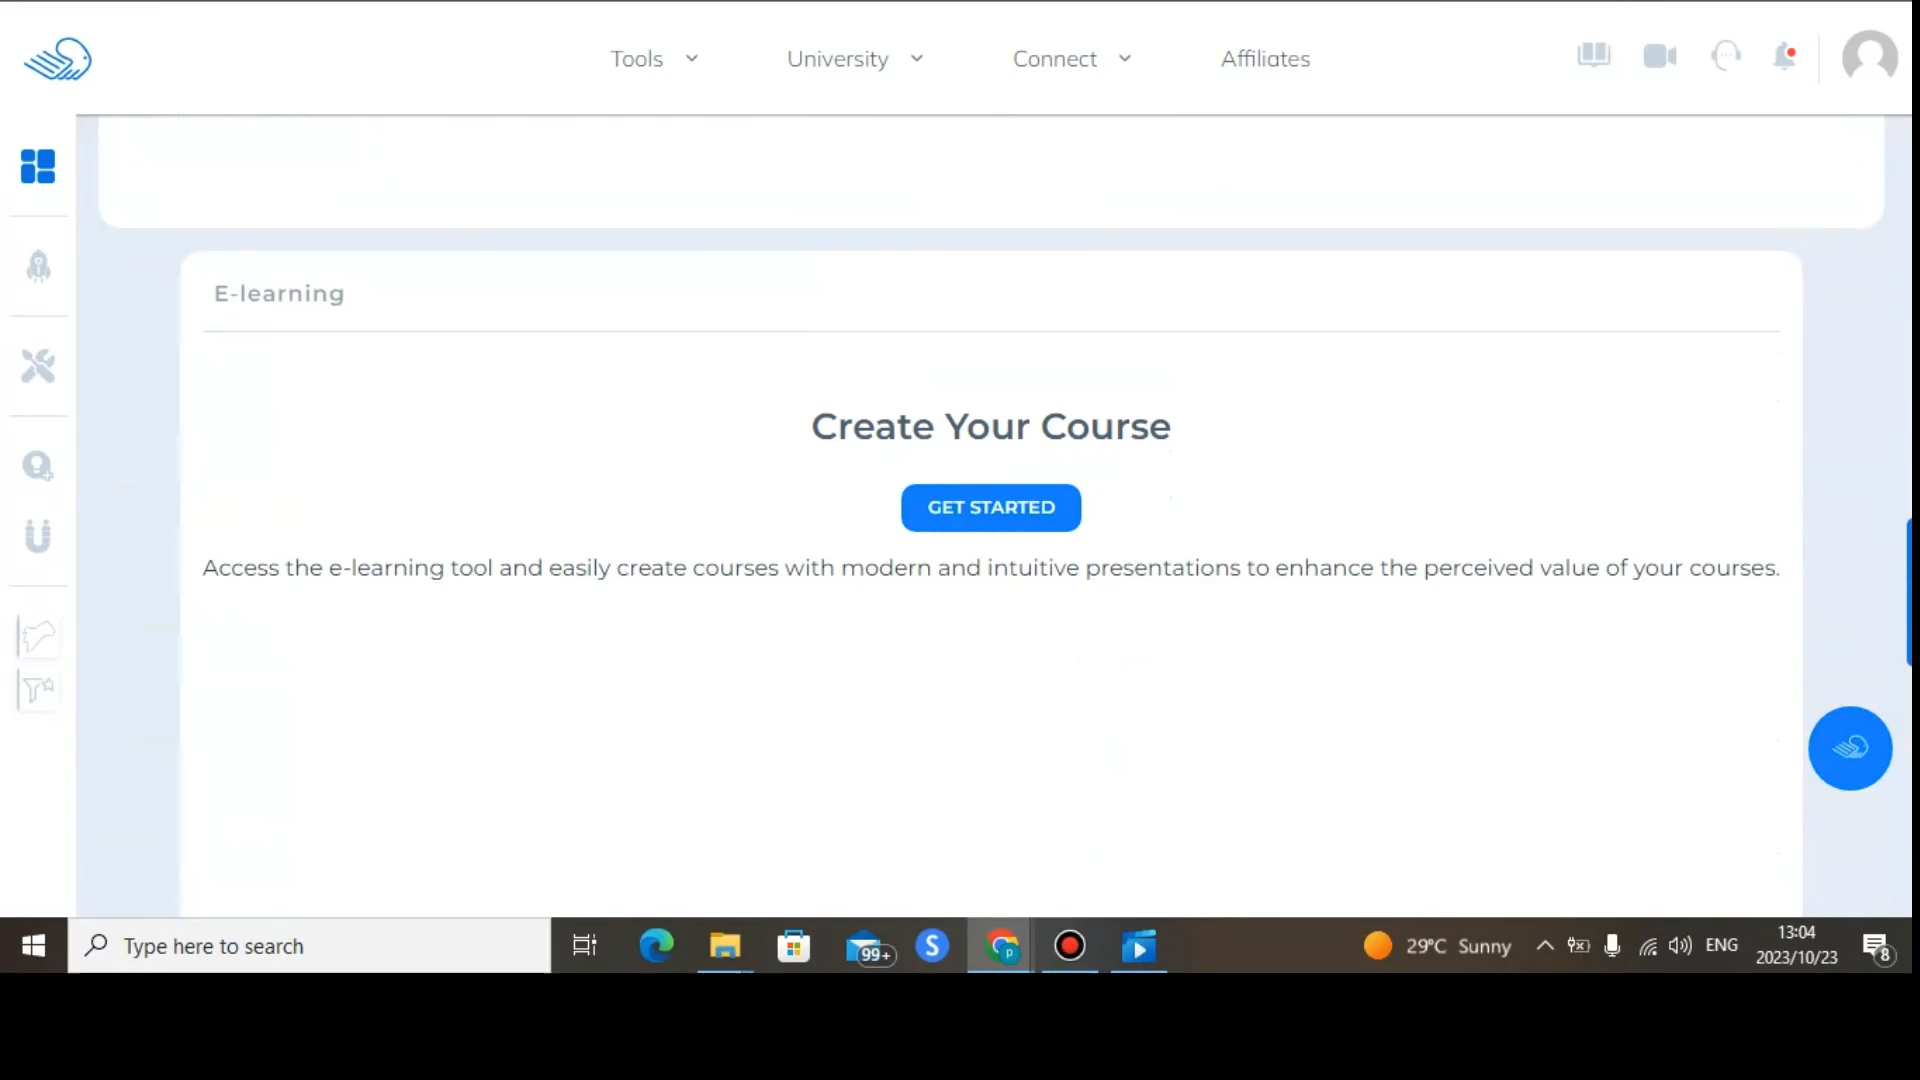 Tools
University
Connect
Affiliates
E-learning
Create Your Course
GET STARTED
Access the e-learning tool and easily create courses with modern and intuitive presentations to enhance the perceived value of your courses.
Type here to search
99+
S
p
29°C Sunny
ENG
13:04
2023/10/23
8